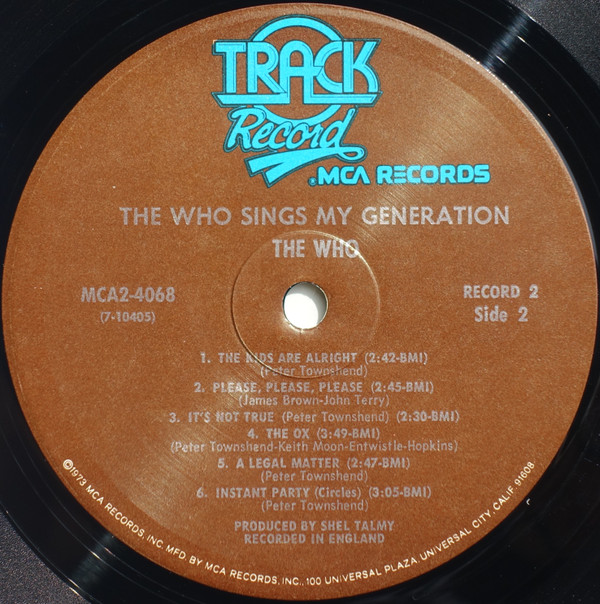 TRACK
Record
MCA RECORDS
THE WHO SINGS MY GENERATION
THE WHO
MCA2-4068
(7-10405)
RECORD 2
Side 2
1. THE KIDS ARE ALRIGHT (2:42-BMI)
(Peter Townshend)
2. PLEASE, PLEASE, PLEASE (2:45-BMI)
(James Brown-John Terry)
3. IT'S NOT TRUE (Peter Townshend) (2:30-BMI)
4. THE OX (3:49-BMI)
(Peter Townshend-Keith Moon-Entwistle-Hopkins)
5. A LEGAL MATTER (2:47-BMI)
(Peter Townshend)
6. INSTANT PARTY (Circles) (3:05-BMI)
(Peter Townshend)
PRODUCED BY SHEL TALMY
RECORDED IN ENGLAND
©1973 MCA RECORDS, INC. MFD. BY MCA RECORDS, INC., 100 UNIVERSAL PLAZA, UNIVERSAL CITY, CALIF. 91608